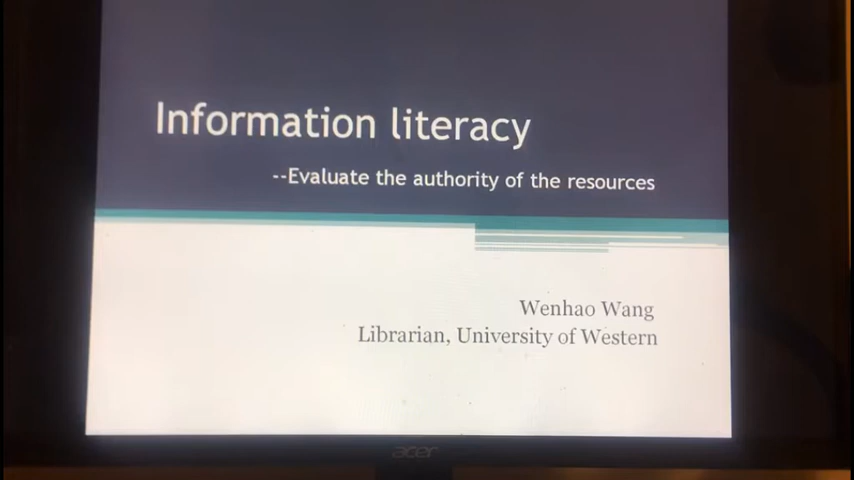 Information literacy
--Evaluate the authority of the resources
Wenhao Wang
Librarian, University of Western
acer